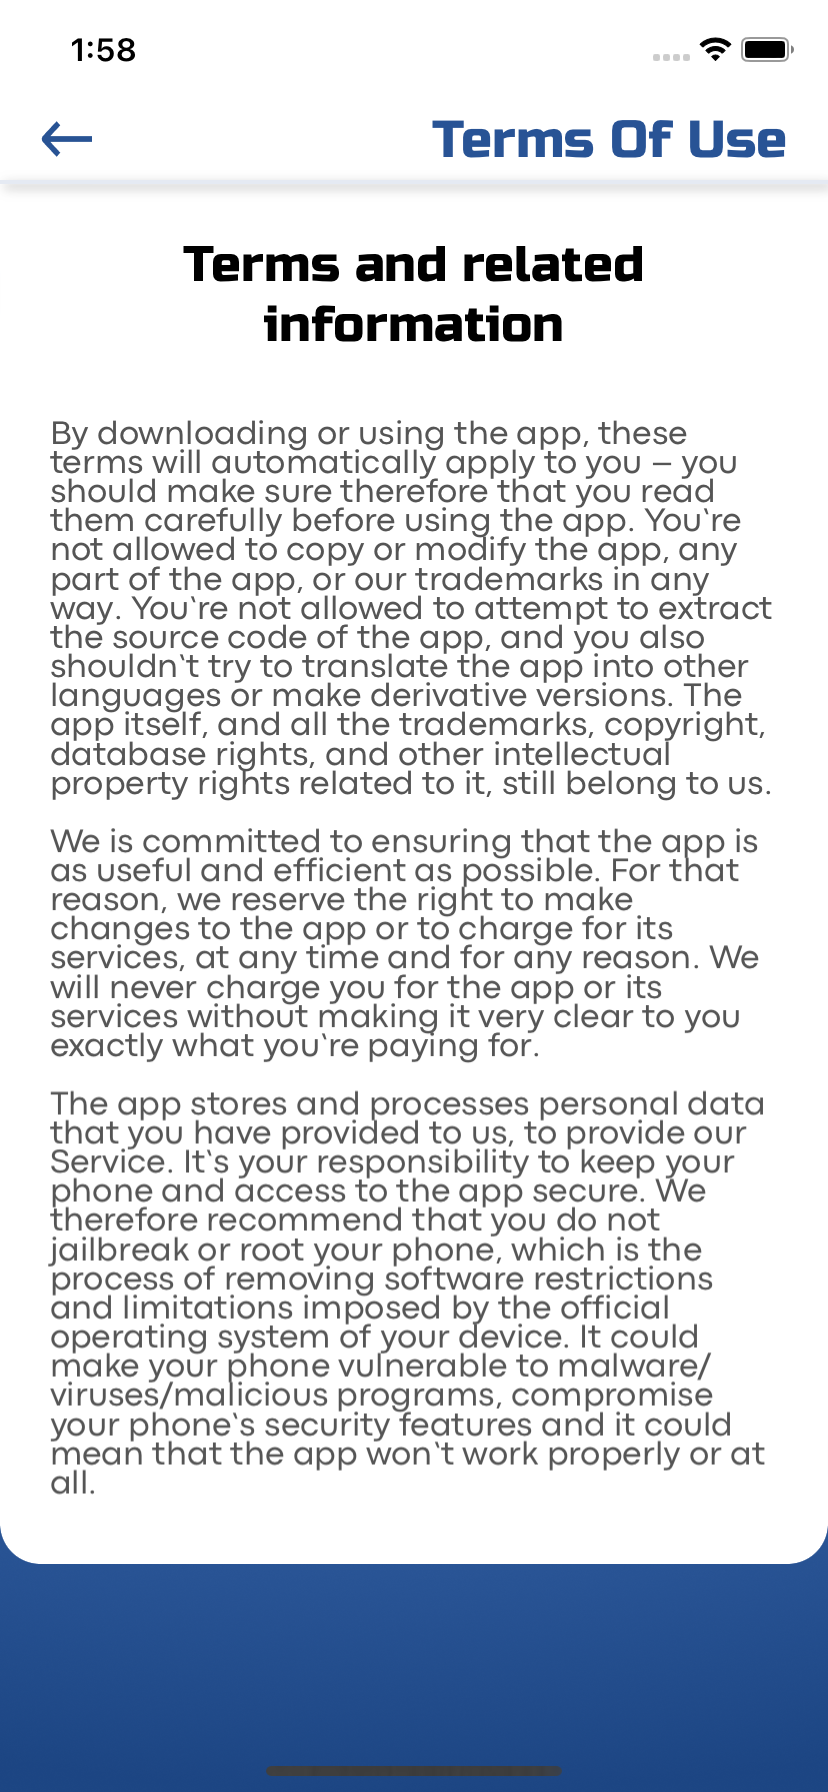 1:58
Terms Of Use
Terms and related
information
By downloading or using the app, these
terms will automatically apply to you – you
should make sure therefore that you read
them carefully before using the app. You‵re
not allowed to copy or modify the app, any
part of the app, or our trademarks in any
way. You‵re not allowed to attempt to extract
the source code of the app, and you also
shouldn‵t try to translate the app into other
languages or make derivative versions. The
app itself, and all the trademarks, copyright,
database rights, and other intellectual
property rights related to it, still belong to us.
We is committed to ensuring that the app is
as useful and efficient as possible. For that
reason, we reserve the right to make
changes to the app or to charge for its
services, at any time and for any reason. We
will never charge you for the app or its
services without making it very clear to you
exactly what you‵re paying for.
The app stores and processes personal data
that you have provided to us, to provide our
Service. It‵s your responsibility to keep your
phone and access to the app secure. We
therefore recommend that you do not
jailbreak or root your phone, which is the
process of removing software restrictions
and limitations imposed by the official
operating system of your device. It could
make your phone vulnerable to malware/
viruses/malicious programs, compromise
your phone‵s security features and it could
mean that the app won‵t work properly or at
all.